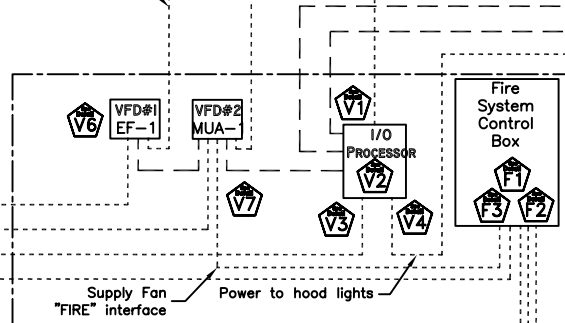 VFD#1
EF-1
V6
VFD#2
MUA-1
V7
V1
I/O
PROCESSOR
V2
V3
V4
Fire
System
Control
Box
F1
F3
F2
Supply Fan
"FIRE" interface
Power to hood lights